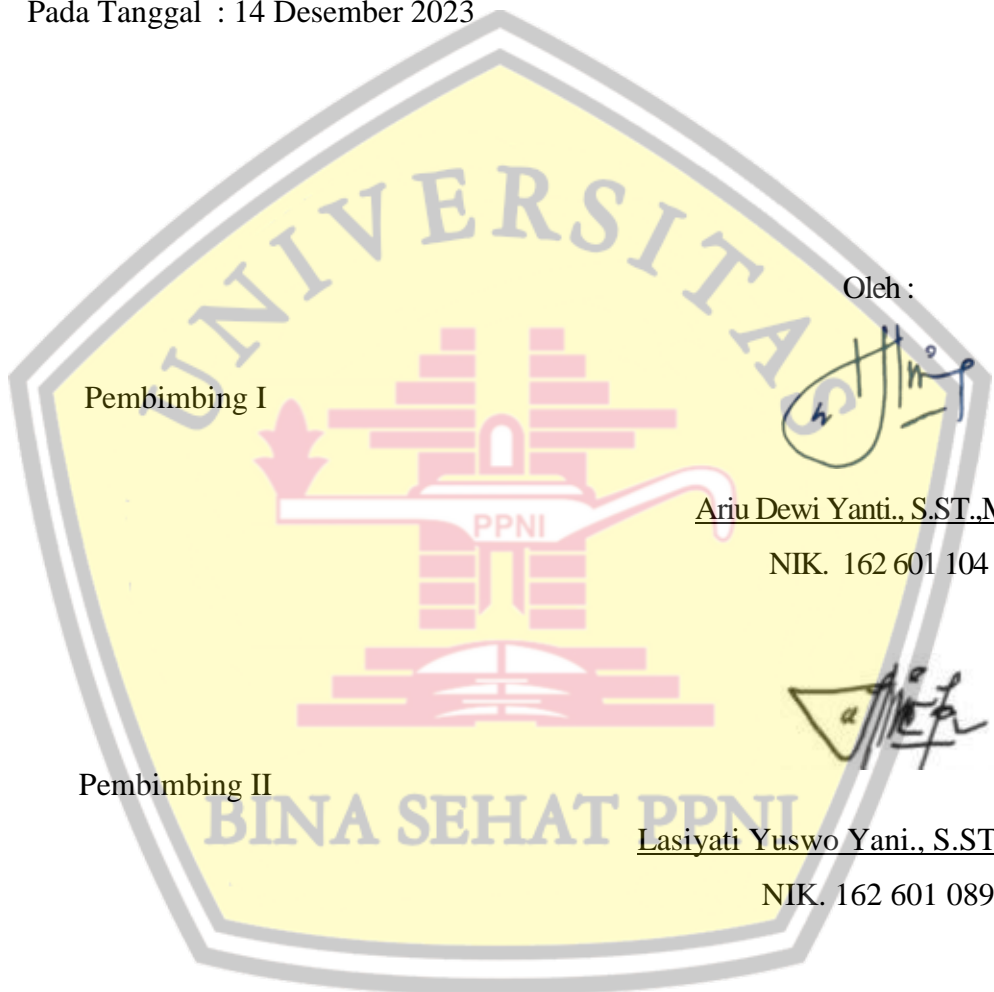 Pada Tanggal : 14 Desember 2023
UNIVERSITAS
Oleh :
Pembimbing I
Ariu Dewi Yanti., S.ST.,M
NIK. 162 601 104
PPNI
Pembimbing II
BINA SEHAT PPNI
Lasiyati Yuswo Yani., S.ST
NIK. 162 601 089